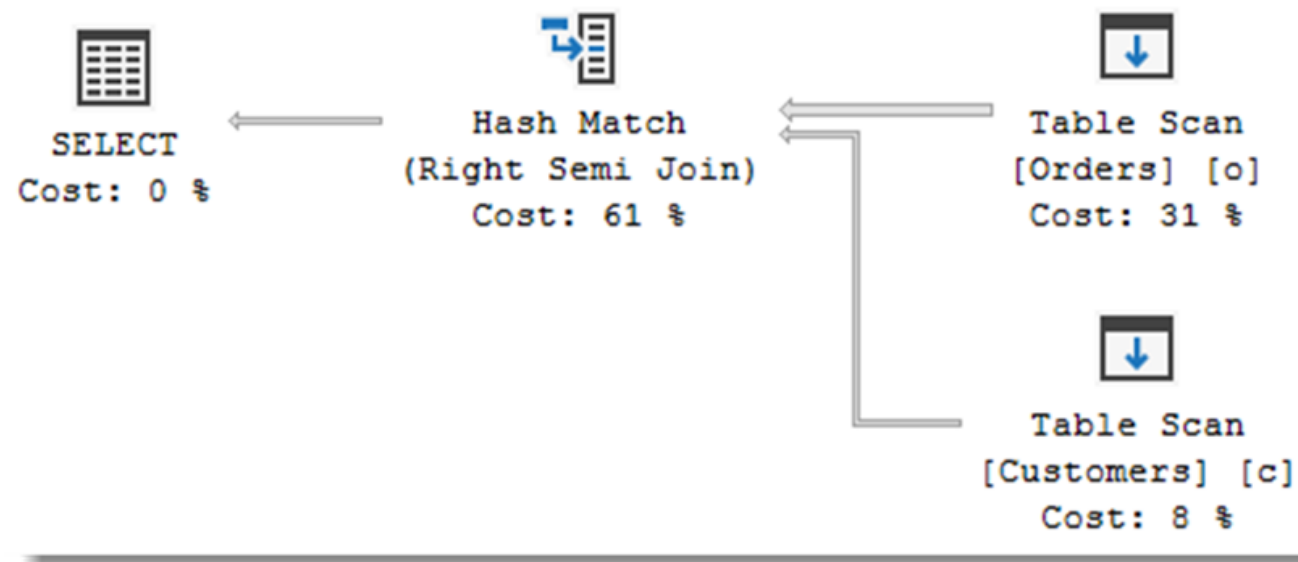 SELECT
Cost: 0 %
Hash Match
(Right Semi Join)
Cost: 61 %
Table Scan
[Orders] [o]
Cost: 31 %
Table Scan
[Customers] [c]
Cost: 8 %